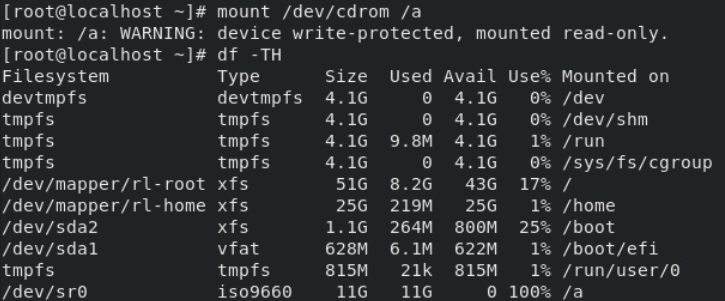 [root@localhost ~]# mount /dev/cdrom /a
mount: /a: WARNING: device write-protected, mounted read-only.
[root@localhost ~]# df -TH
Filesystem          Type      Size  Used Avail Use% Mounted on
devtmpfs            devtmpfs  4.1G     0  4.1G   0% /dev
tmpfs               tmpfs     4.1G     0  4.1G   0% /dev/shm
tmpfs               tmpfs     4.1G  9.8M  4.1G   1% /run
tmpfs               tmpfs     4.1G     0  4.1G   0% /sys/fs/cgroup
/dev/mapper/rl-root xfs        51G  8.2G   43G  17% /
/dev/mapper/rl-home xfs        25G  219M   25G   1% /home
/dev/sda2           xfs       1.1G  264M  800M  25% /boot
/dev/sda1           vfat      628M  6.1M  622M   1% /boot/efi
tmpfs               tmpfs     815M   21k  815M   1% /run/user/0
/dev/sr0            iso9660    11G   11G     0 100% /a